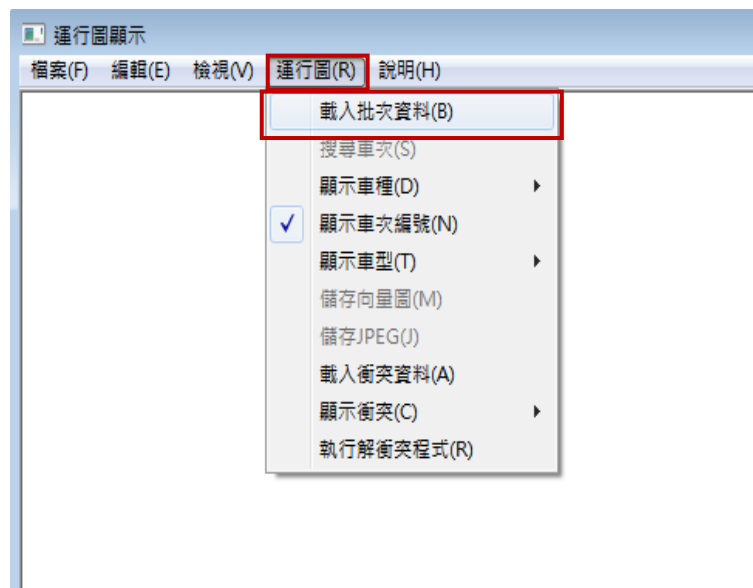 運行圖顯示
檔案(F) 編輯(E) 檢視(V) 運行圖(R) 說明(H)
載入批次資料(B)
搜尋車次(S)
顯示車種(D)
顯示車次編號(N)
顯示車型(T)
儲存向量圖(M)
儲存JPEG(J)
載入衝突資料(A)
顯示衝突(C)
執行解衝突程式(R)